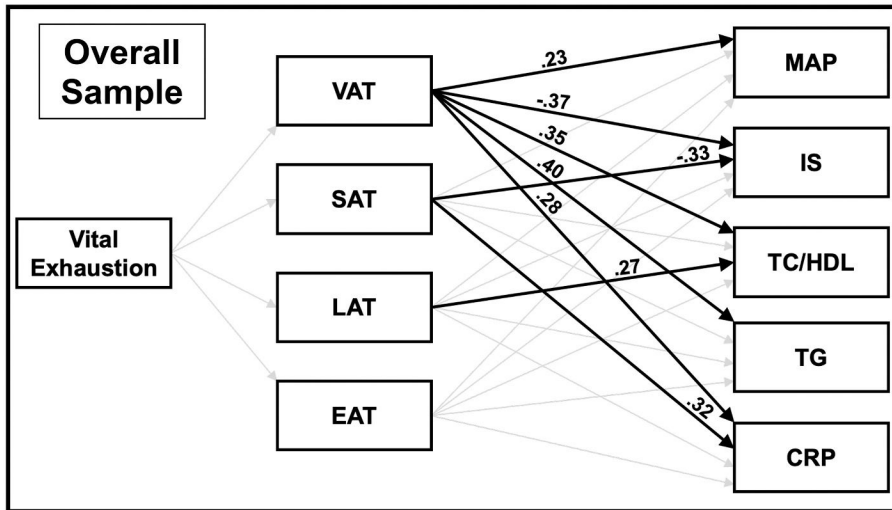 Overall
Sample
Vital
Exhaustion
VAT
SAT
LAT
EAT
.23
-.37
.35
-.33
.40
.28
.27
.32
MAP
IS
TC/HDL
TG
CRP